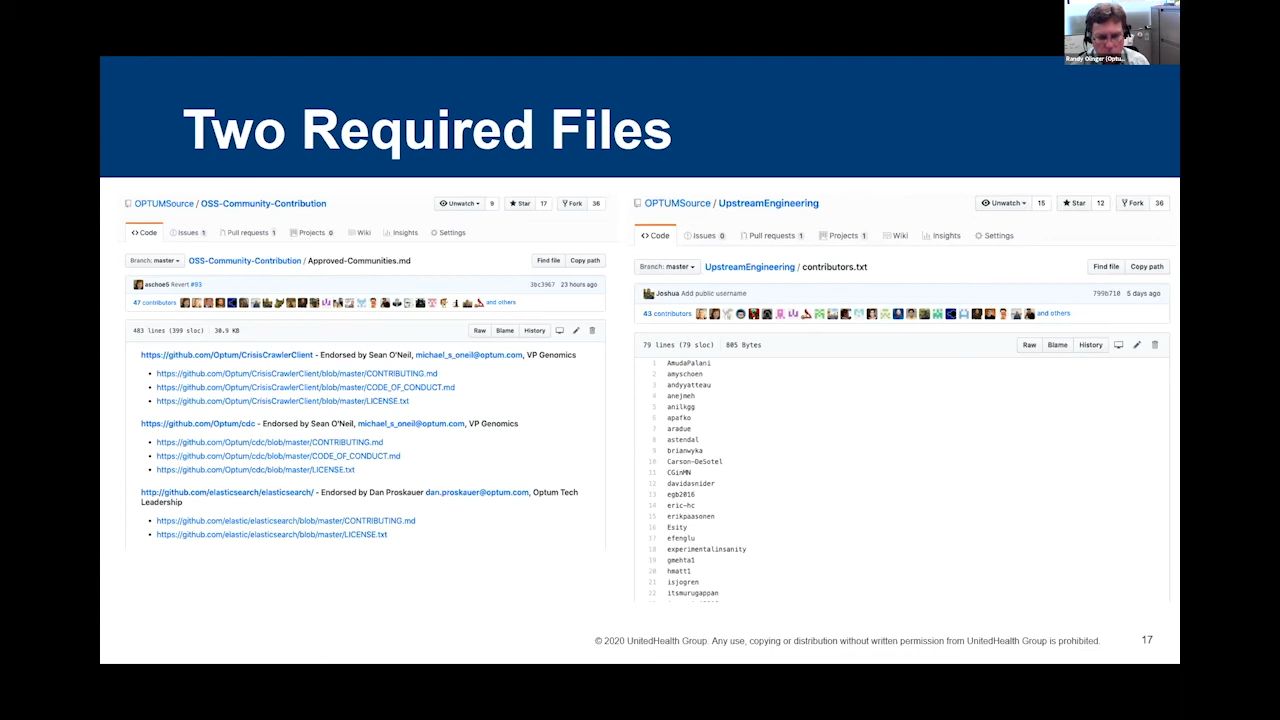 Randy Olinger (Optu...
Two Required Files
OPTUMSource / OSS-Community-Contribution
Unwatch 9 Star 17 Fork 36
Code Issues 1 Pull requests 1 Projects 0 Wiki Insights Settings
Branch: master OSS-Community-Contribution / Approved-Communities.md Find file Copy path
aschoe5 Revert #83 3bc3967 23 hours ago
47 contributors and others
483 lines (399 sloc) 30.9 KB Raw Blame History
https://github.com/Optum/CrisisCrawlerClient - Endorsed by Sean O'Neil, michael_s_oneil@optum.com, VP Genomics
• https://github.com/Optum/CrisisCrawlerClient/blob/master/CONTRIBUTING.md
• https://github.com/Optum/CrisisCrawlerClient/blob/master/CODE_OF_CONDUCT.md
• https://github.com/Optum/CrisisCrawlerClient/blob/master/LICENSE.txt
https://github.com/Optum/cdc - Endorsed by Sean O'Neil, michael_s_oneil@optum.com, VP Genomics
• https://github.com/Optum/cdc/blob/master/CONTRIBUTING.md
• https://github.com/Optum/cdc/blob/master/CODE_OF_CONDUCT.md
• https://github.com/Optum/cdc/blob/master/LICENSE.txt
http://github.com/elasticsearch/elasticsearch/ - Endorsed by Dan Proskauer dan.proskauer@optum.com, Optum Tech
Leadership
• https://github.com/elastic/elasticsearch/blob/master/CONTRIBUTING.md
• https://github.com/elastic/elasticsearch/blob/master/LICENSE.txt
OPTUMSource / UpstreamEngineering
Unwatch 15 Star 12 Fork 36
Code Issues 0 Pull requests 1 Projects 1 Wiki Insights Settings
Branch: master UpstreamEngineering / contributors.txt Find file Copy path
Joshua Add public username 799b710 5 days ago
43 contributors and others
79 lines (79 sloc) 805 Bytes Raw Blame History
1 AmudaPalani
2 amyschoen
3 andyyatteau
4 anejmeh
5 anilkgg
6 apafko
7 aradue
8 astendal
9 brianwyka
10 Carson-DeSotel
11 CGinMN
12 davidasnider
13 egb2016
14 eric-hc
15 erikpaasonen
16 Esity
17 efenglu
18 experimentalinsanity
19 gmehta1
20 hmatt1
21 isjogren
22 itsmurugappan
© 2020 UnitedHealth Group. Any use, copying or distribution without written permission from UnitedHealth Group is prohibited.
17